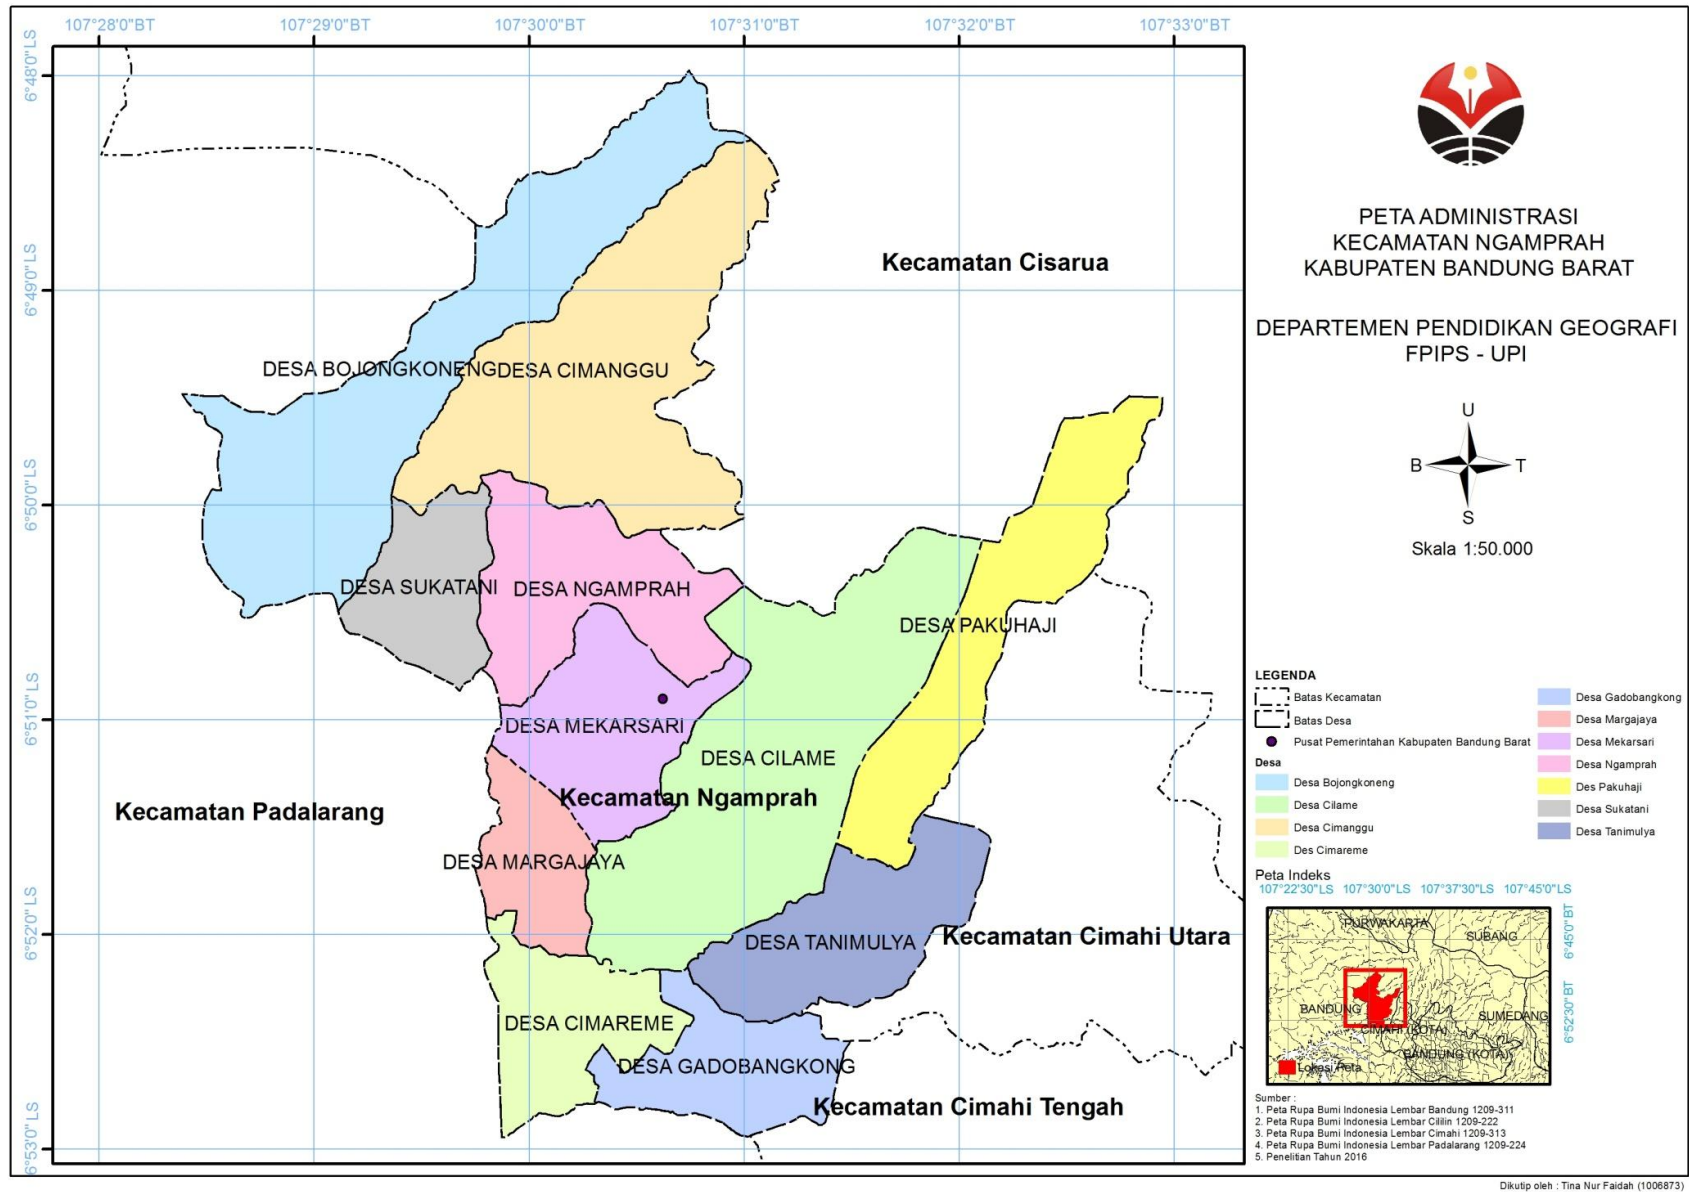 107°28'0"BT 107°29'0"BT 107°30'0"BT 107°31'0"BT 107°32'0"BT 107°33'0"BT
6°48'0" LS
6°49'0" LS
6°50'0" LS
6°51'0" LS
6°52'0" LS
6°53'0" LS
Kecamatan Cisarua
DESA BOJONGKONENG
DESA CIMANGGU
DESA SUKATANI
DESA NGAMPRAH
DESA PAKUHAJI
DESA MEKARSARI
DESA CILAME
Kecamatan Ngamprah
Kecamatan Padalarang
DESA MARGAJAYA
DESA TANIMULYA
Kecamatan Cimahi Utara
DESA CIMAREME
DESA GADOBANGKONG
Kecamatan Cimahi Tengah
PETA ADMINISTRASI
KECAMATAN NGAMPRAH
KABUPATEN BANDUNG BARAT
DEPARTEMEN PENDIDIKAN GEOGRAFI
FPIPS - UPI
U
B T
S
Skala 1:50.000
LEGENDA
Batas Kecamatan
Batas Desa
Pusat Pemerintahan Kabupaten Bandung Barat
Desa
Desa Bojongkoneng
Desa Cilame
Desa Cimanggu
Des Cimareme
Desa Gadobangkong
Desa Margajaya
Desa Mekarsari
Desa Ngamprah
Des Pakuhaji
Desa Sukatani
Desa Tanimulya
Peta Indeks
107°22'30"LS 107°30'0"LS 107°37'30"LS 107°45'0"LS
6°45'0" BT
6°52'30" BT
PURWAKARTA
SUBANG
BANDUNG
SUMEDANG
CIMAHI (KOTA)
BANDUNG (KOTA)
Lokasi Peta
Sumber :
1. Peta Rupa Bumi Indonesia Lembar Bandung 1209-311
2. Peta Rupa Bumi Indonesia Lembar Cililin 1209-222
3. Peta Rupa Bumi Indonesia Lembar Cimahi 1209-313
4. Peta Rupa Bumi Indonesia Lembar Padalarang 1209-224
5. Penelitian Tahun 2016
Dikutip oleh : Tina Nur Faidah (1006873)